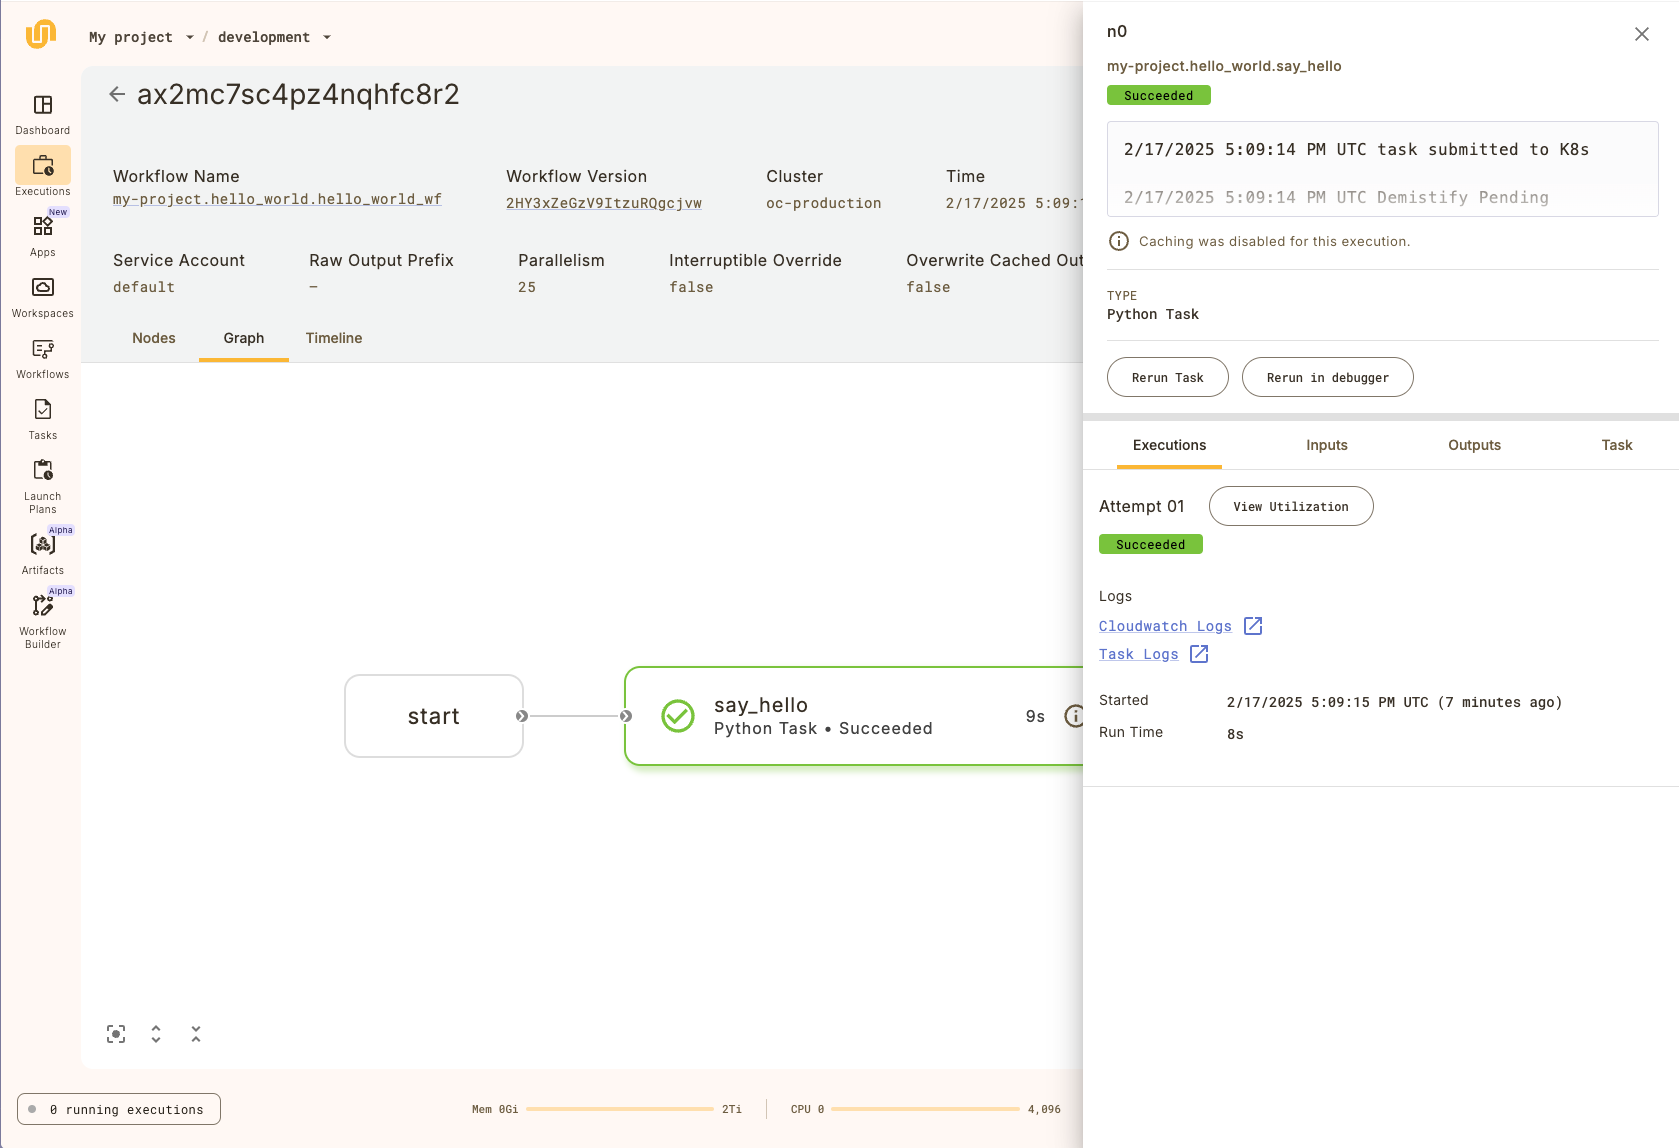 My project / development
Dashboard
Executions
New
Apps
Workspaces
Workflows
Tasks
Launch
Plans
Alpha
Artifacts
Alpha
Workflow
Builder
ax2mc7sc4pz4nqhfc8r2
Workflow Name
my-project.hello_world.hello_world_wf
Workflow Version
2HY3xZeGzV9ItzuRQgcjvw
Cluster
oc-production
Time
2/17/2025 5:09:1
Service Account
default
Raw Output Prefix
–
Parallelism
25
Interruptible Override
false
Overwrite Cached Out
false
Nodes Graph Timeline
start
say_hello
Python Task • Succeeded
9s
0 running executions
Mem 0Gi 2Ti
CPU 0 4,096
n0
my-project.hello_world.say_hello
Succeeded
2/17/2025 5:09:14 PM UTC task submitted to K8s
2/17/2025 5:09:14 PM UTC Demistify Pending
Caching was disabled for this execution.
TYPE
Python Task
Rerun Task Rerun in debugger
Executions Inputs Outputs Task
Attempt 01 View Utilization
Succeeded
Logs
Cloudwatch Logs
Task Logs
Started 2/17/2025 5:09:15 PM UTC (7 minutes ago)
Run Time 8s